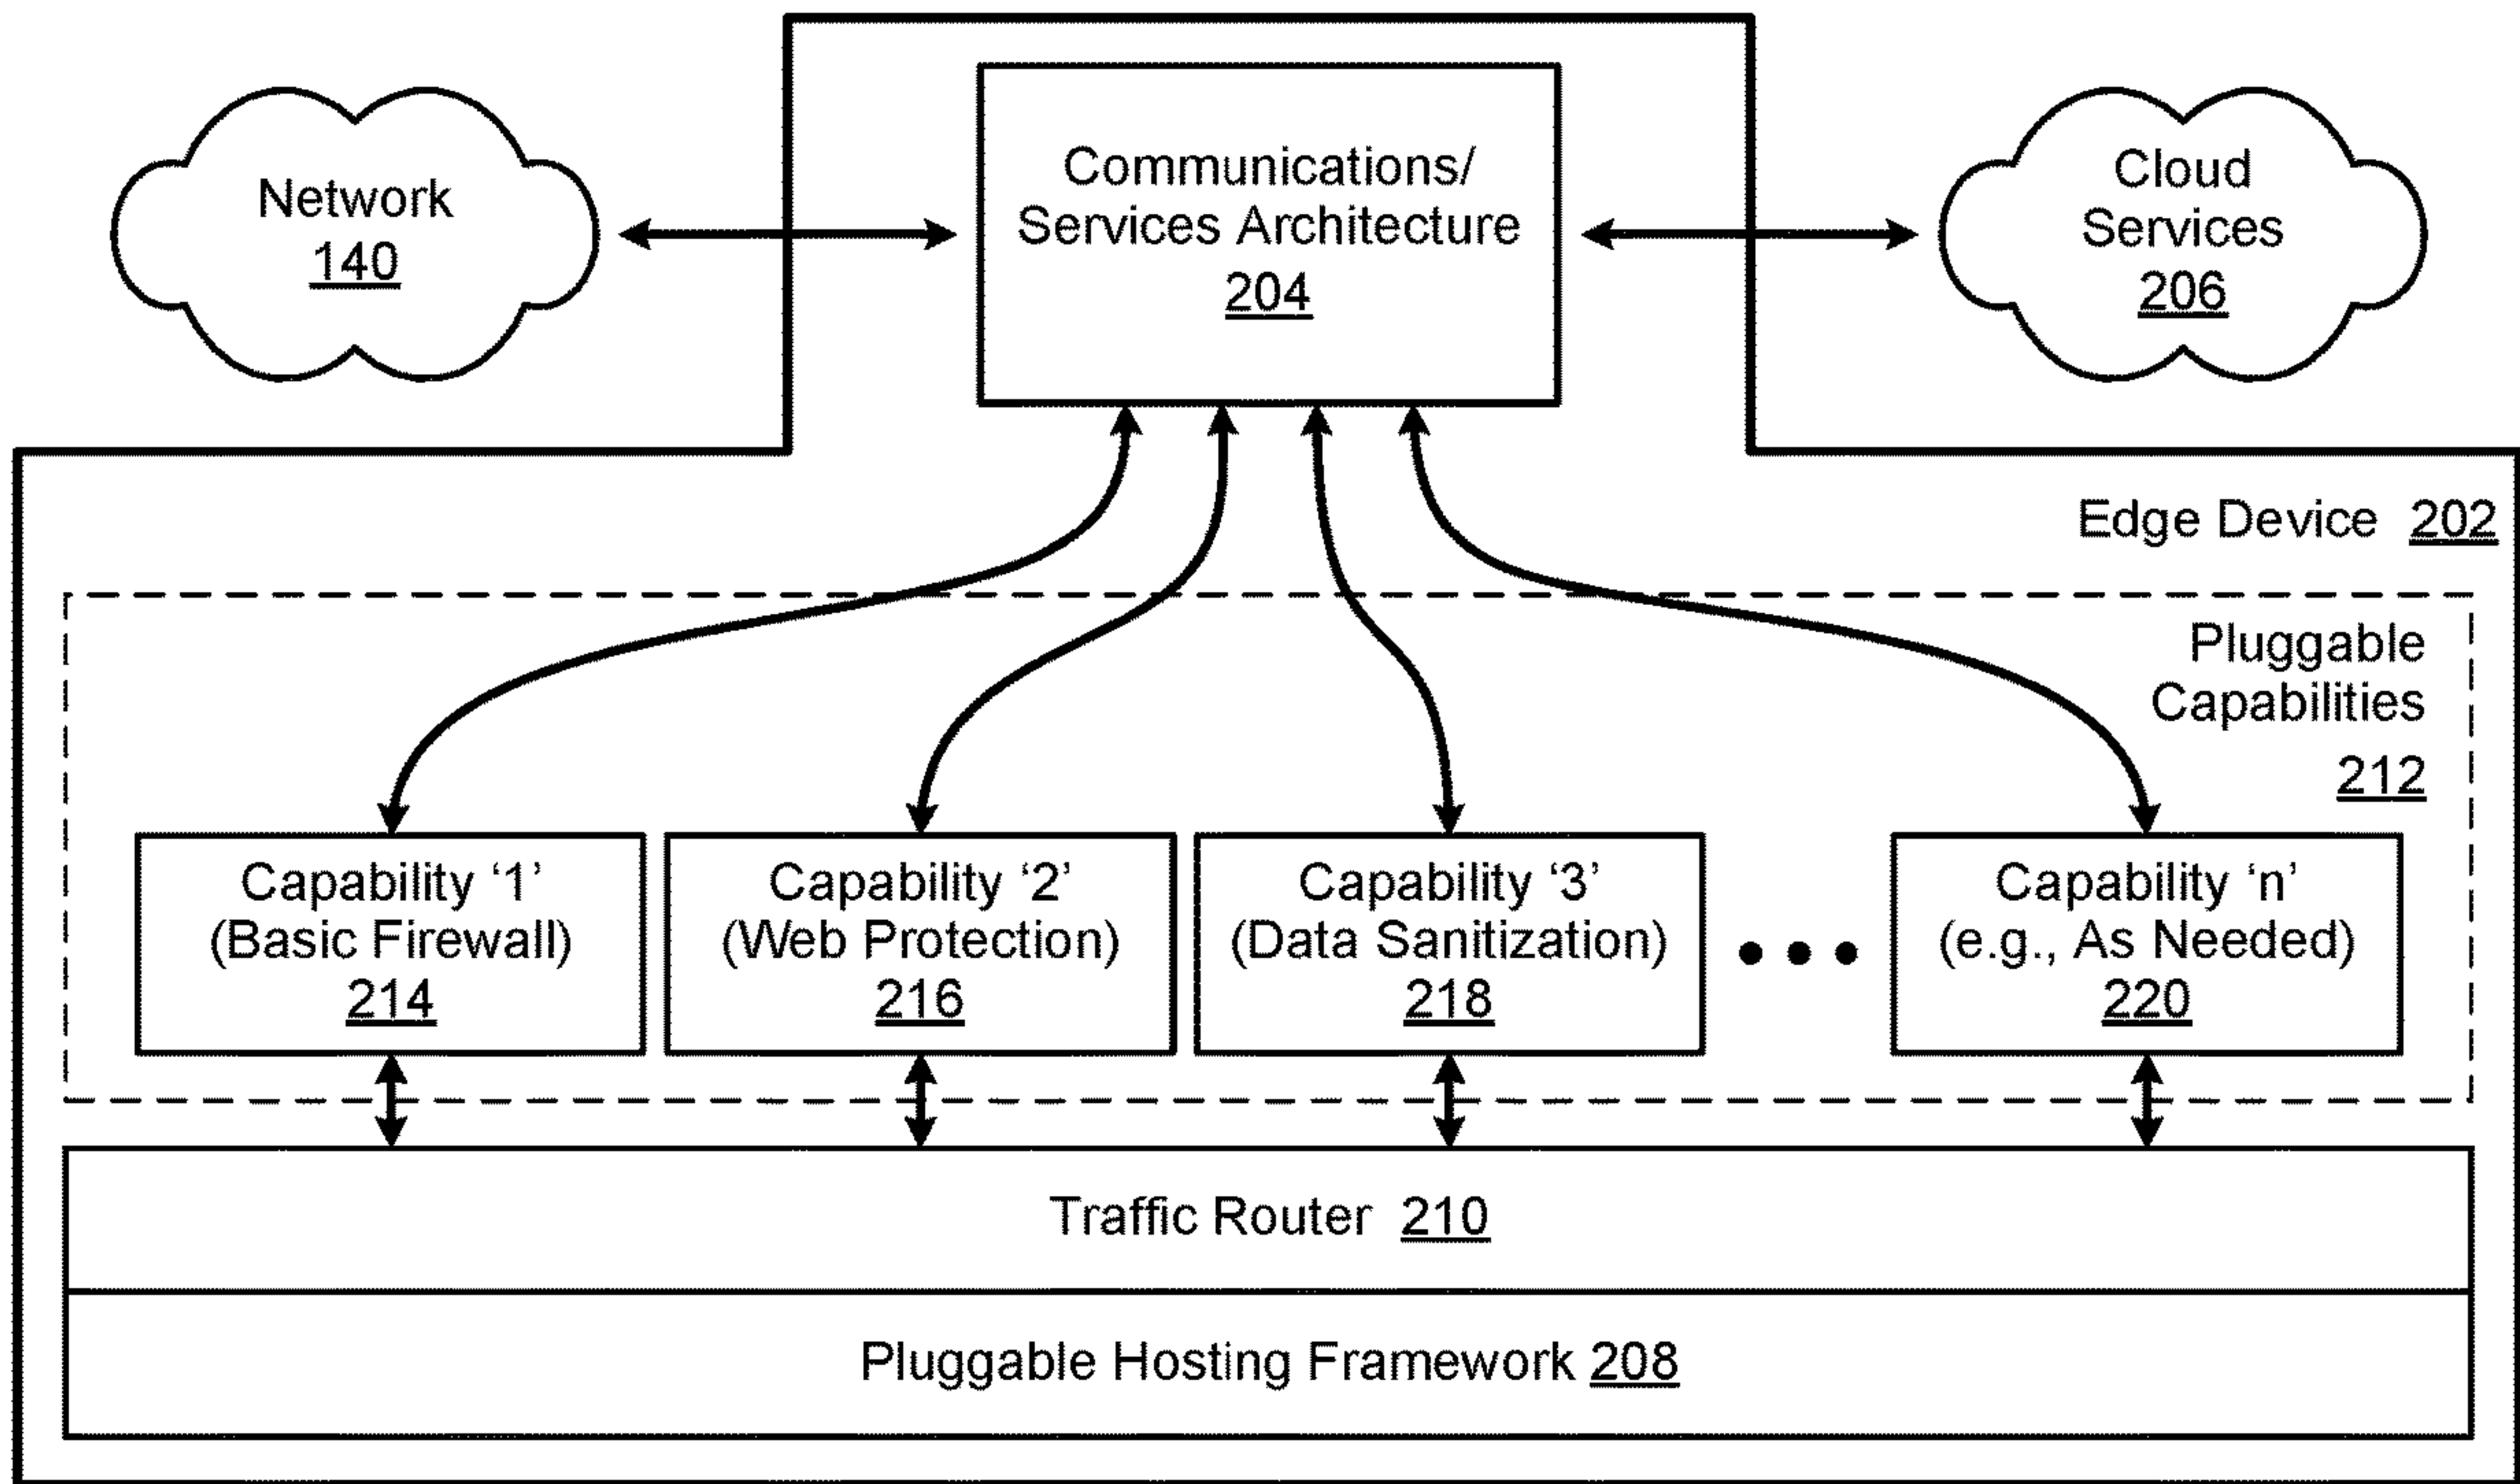 Network
140
Communications/
Services Architecture
204
Cloud
Services
206
Edge Device 202
Pluggable
Capabilities
212
Capability ‘1’
(Basic Firewall)
214
Capability ‘2’
(Web Protection)
216
Capability ‘3’
(Data Sanitization)
218
Capability ‘n’
(e.g., As Needed)
220
Traffic Router 210
Pluggable Hosting Framework 208